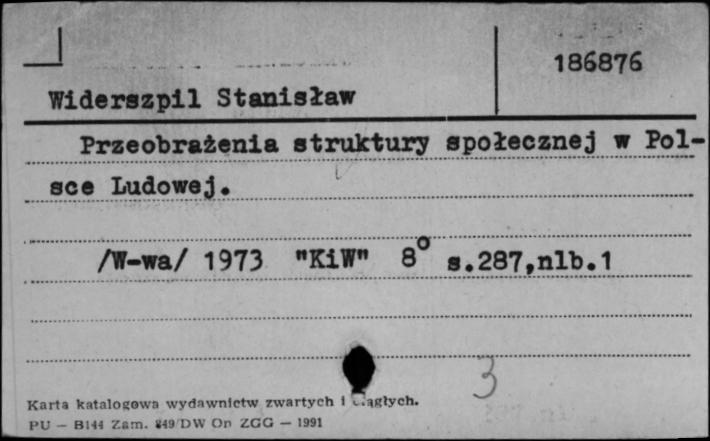 186876
Widerszpil Stanisław
Przeobrażenia struktury społecznej w Pol-
sce Ludowej.
/W-wa/ 1973 "KiW" 8° s.287,nlb.1
3
Karta katalogowa wydawnictw zwartych i ciągłych.
PU — B144 Zam. 849/DW On ZGG — 1991